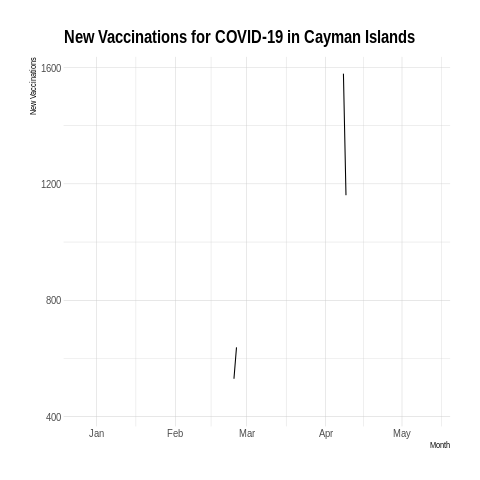 New Vaccinations for COVID-19 in Cayman Islands
New Vaccinations
1600
1200
800
400
Jan Feb Mar Apr May
Month